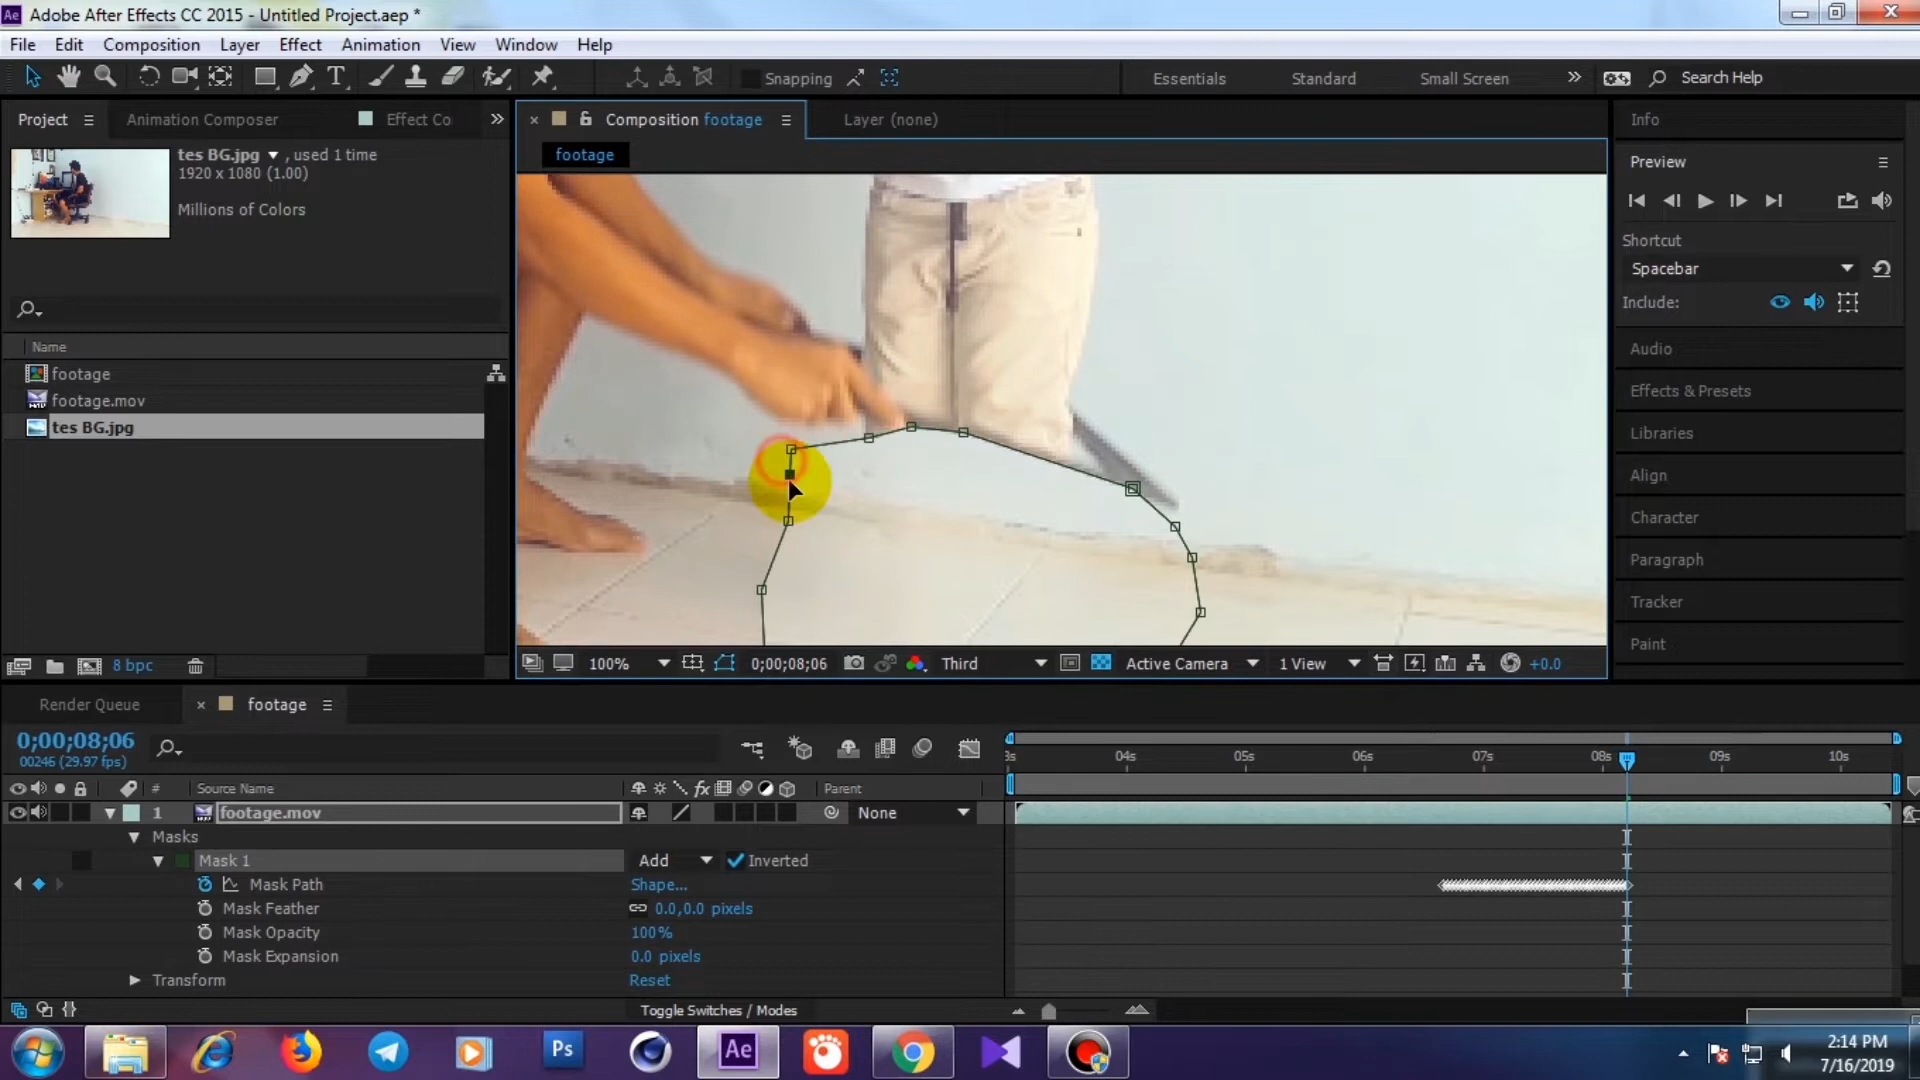 Adobe After Effects CC 2015 - Untitled Project.aep *
File Edit Composition Layer Effect Animation View Window Help
Snapping
Essentials Standard Small Screen Search Help
Project Animation Composer Effect Co
tes BG.jpg , used 1 time
1920 x 1080 (1.00)
Millions of Colors
Name
footage
footage.mov
tes BG.jpg
8 bpc
Composition footage Layer (none)
footage
100% 0;00;08;06 Third Active Camera 1 View +0.0
Info
Preview
Shortcut
Spacebar
Include:
Audio
Effects & Presets
Libraries
Align
Character
Paragraph
Tracker
Paint
Render Queue footage
0;00;08;06
00246 (29.97 fps)
04s 05s 06s 07s 08s 09s 10s
# Source Name fx Parent
1 footage.mov None
Masks
Mask 1 Add Inverted
Mask Path Shape...
Mask Feather 0.0,0.0 pixels
Mask Opacity 100%
Mask Expansion 0.0 pixels
Transform Reset
Toggle Switches / Modes
Ps Ae
2:14 PM
7/16/2019